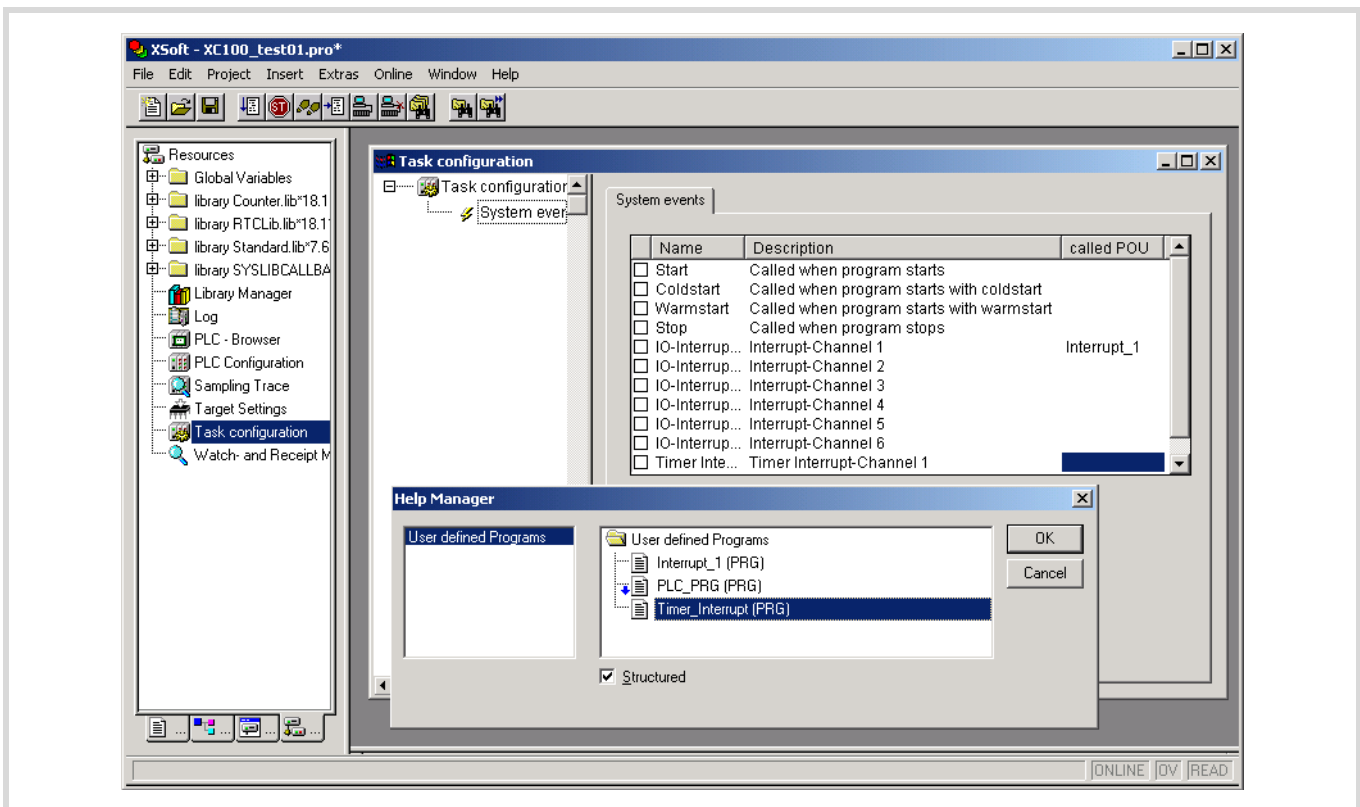 XSoft - XC100_test01.pro*
File Edit Project Insert Extras Online Window Help
ST
Resources
Global Variables
library Counter.lib*18.1
library RTCLib.lib*18.1
library Standard.lib*7.6
library SYSLIBCALLBA
Library Manager
Log
PLC - Browser
PLC Configuration
Sampling Trace
Target Settings
Task configuration
Watch- and Receipt M
... ... ... ...
Task configuration
Task configuration
System even
System events
Name Description called POU
Start Called when program starts
Coldstart Called when program starts with coldstart
Warmstart Called when program starts with warmstart
Stop Called when program stops
IO-Interrup... Interrupt-Channel 1 Interrupt_1
IO-Interrup... Interrupt-Channel 2
IO-Interrup... Interrupt-Channel 3
IO-Interrup... Interrupt-Channel 4
IO-Interrup... Interrupt-Channel 5
IO-Interrup... Interrupt-Channel 6
Timer Inte... Timer Interrupt-Channel 1
Help Manager
User defined Programs
User defined Programs
Interrupt_1 (PRG)
PLC_PRG (PRG)
Timer_Interrupt (PRG)
OK
Cancel
Structured
ONLINE OV READ